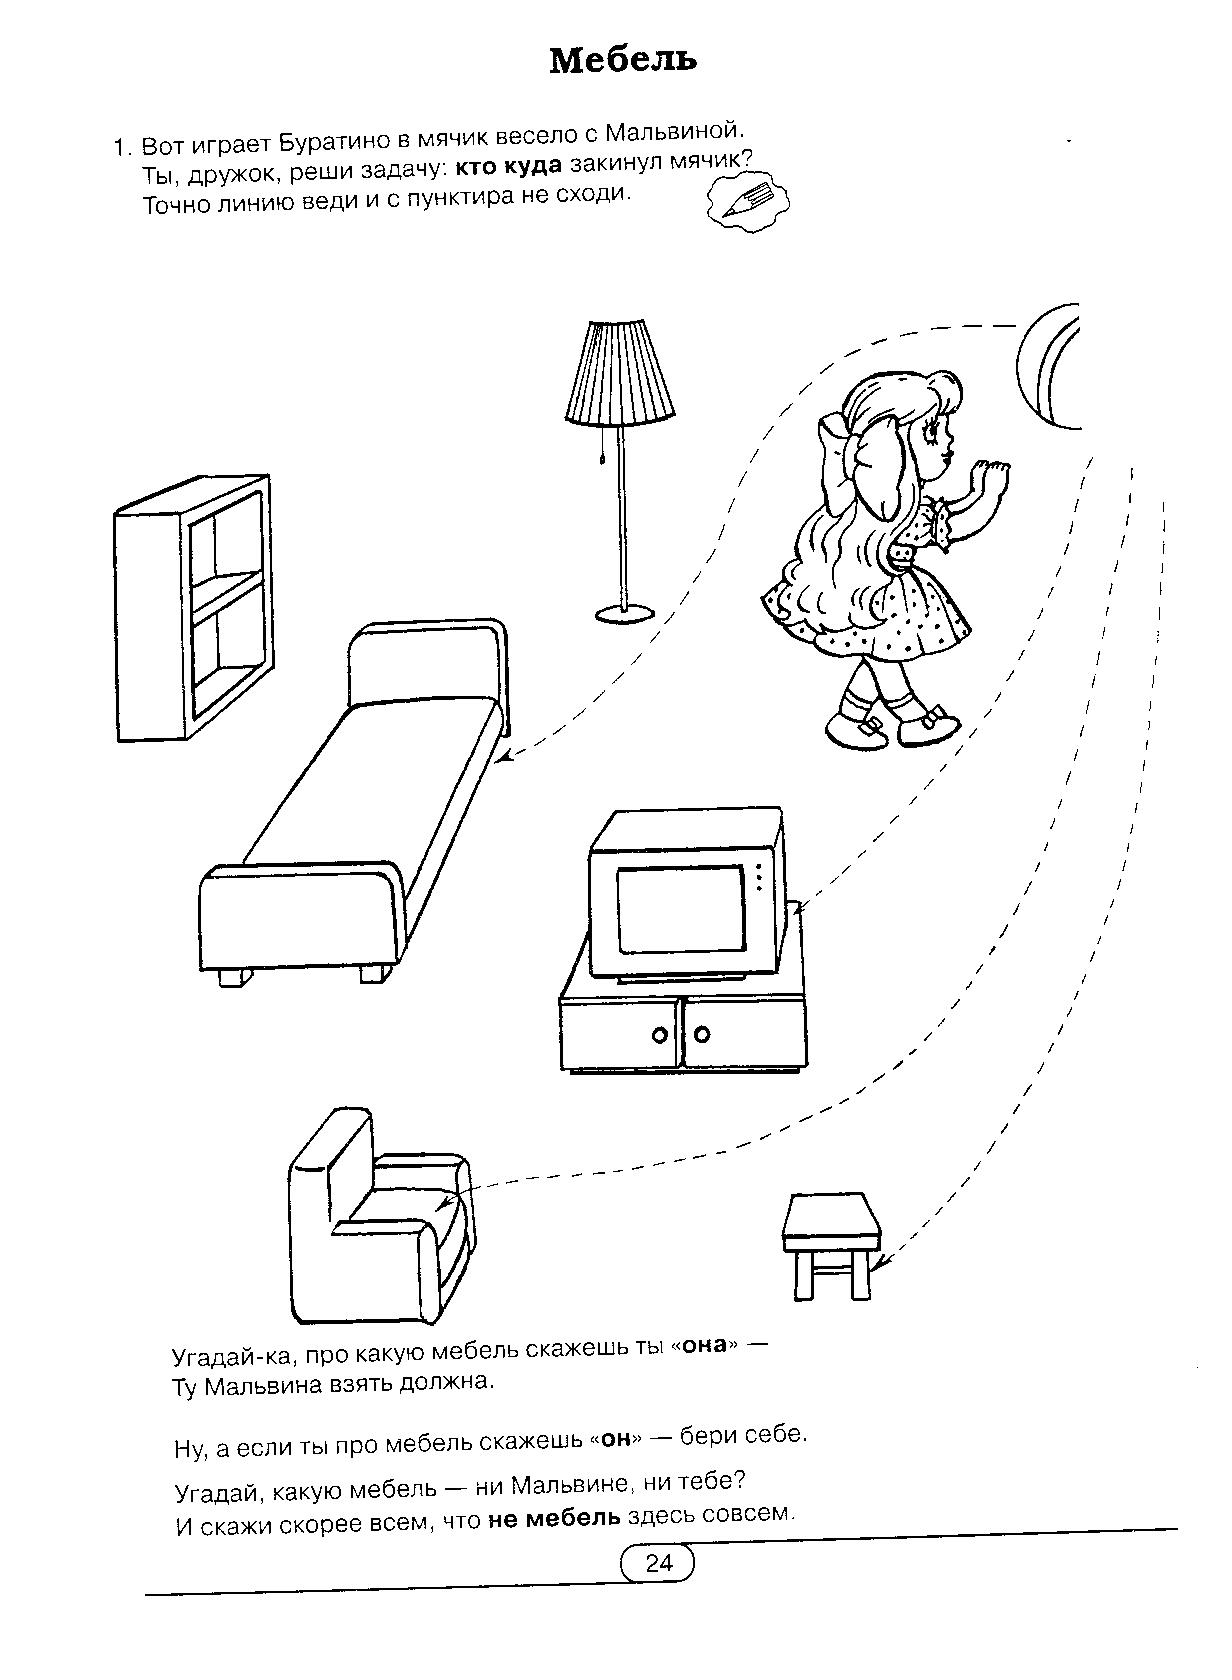 Мебель
1. Вот играет Буратино в мячик весело с Мальвиной.
Ты, дружок, реши задачу: кто куда закинул мячик?
Точно линию веди и с пунктира не сходи.
Угадай-ка, про какую мебель скажешь ты «она» —
Ту Мальвина взять должна.
Ну, а если ты про мебель скажешь «он» — бери себе.
Угадай, какую мебель — ни Мальвине, ни тебе?
И скажи скорее всем, что не мебель здесь совсем.
24